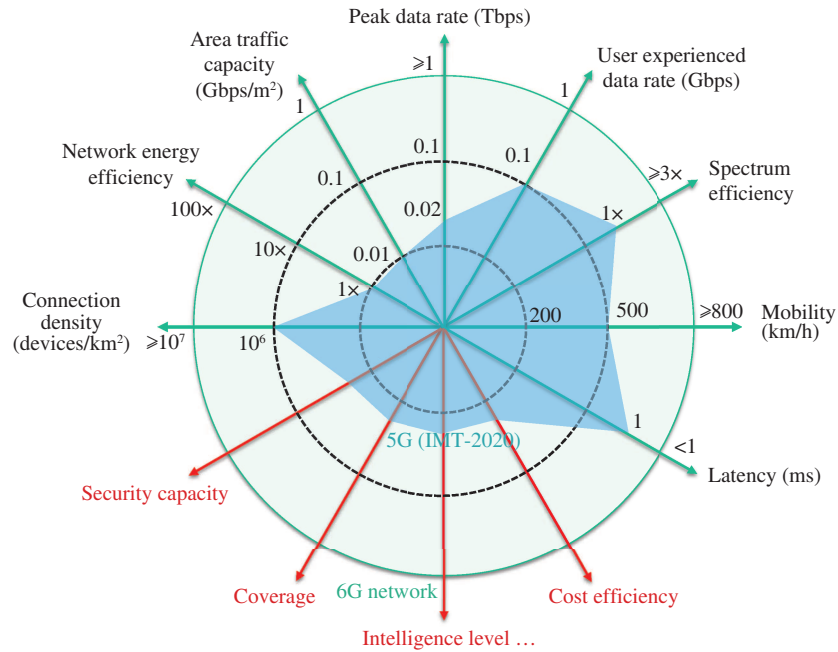 Peak data rate (Tbps)
Area traffic
capacity
(Gbps/m²)
User experienced
data rate (Gbps)
⩾1
1
1
Network energy
efficiency
0.1
0.1
0.1
⩾3×
Spectrum
efficiency
100×
0.02
1×
10×
0.01
1×
Connection
density
(devices/km²)
⩾10⁷
10⁶
200
500
⩾800
Mobility
(km/h)
1
<1
5G (IMT-2020)
Latency (ms)
Security capacity
Coverage
6G network
Cost efficiency
Intelligence level …